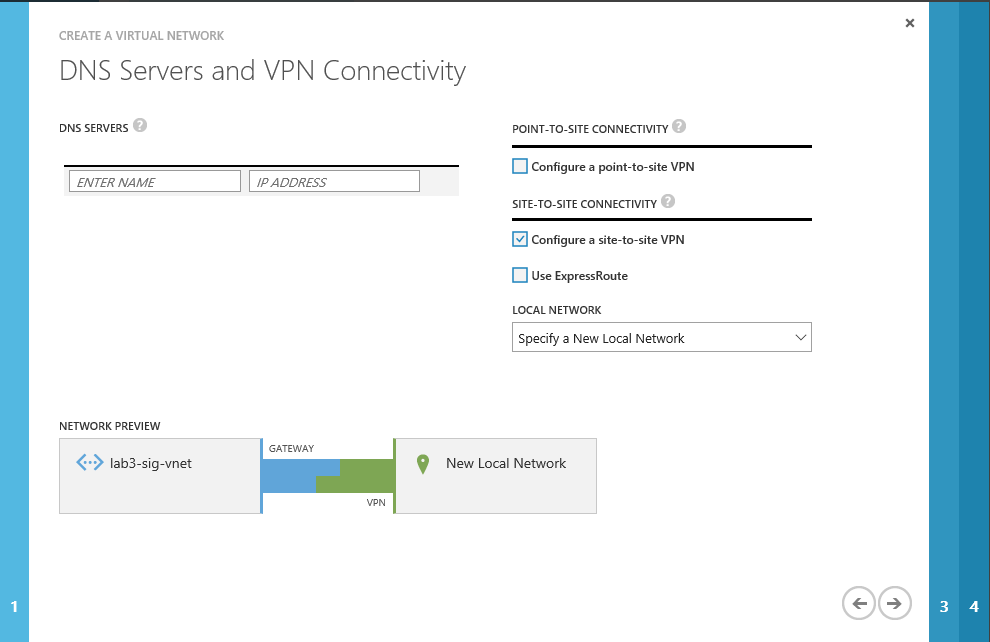 CREATE A VIRTUAL NETWORK
DNS Servers and VPN Connectivity
DNS SERVERS ?
ENTER NAME
IP ADDRESS
POINT-TO-SITE CONNECTIVITY ?
Configure a point-to-site VPN
SITE-TO-SITE CONNECTIVITY ?
Configure a site-to-site VPN
Use ExpressRoute
LOCAL NETWORK
Specify a New Local Network
NETWORK PREVIEW
lab3-sig-vnet
GATEWAY
VPN
New Local Network
1
3
4